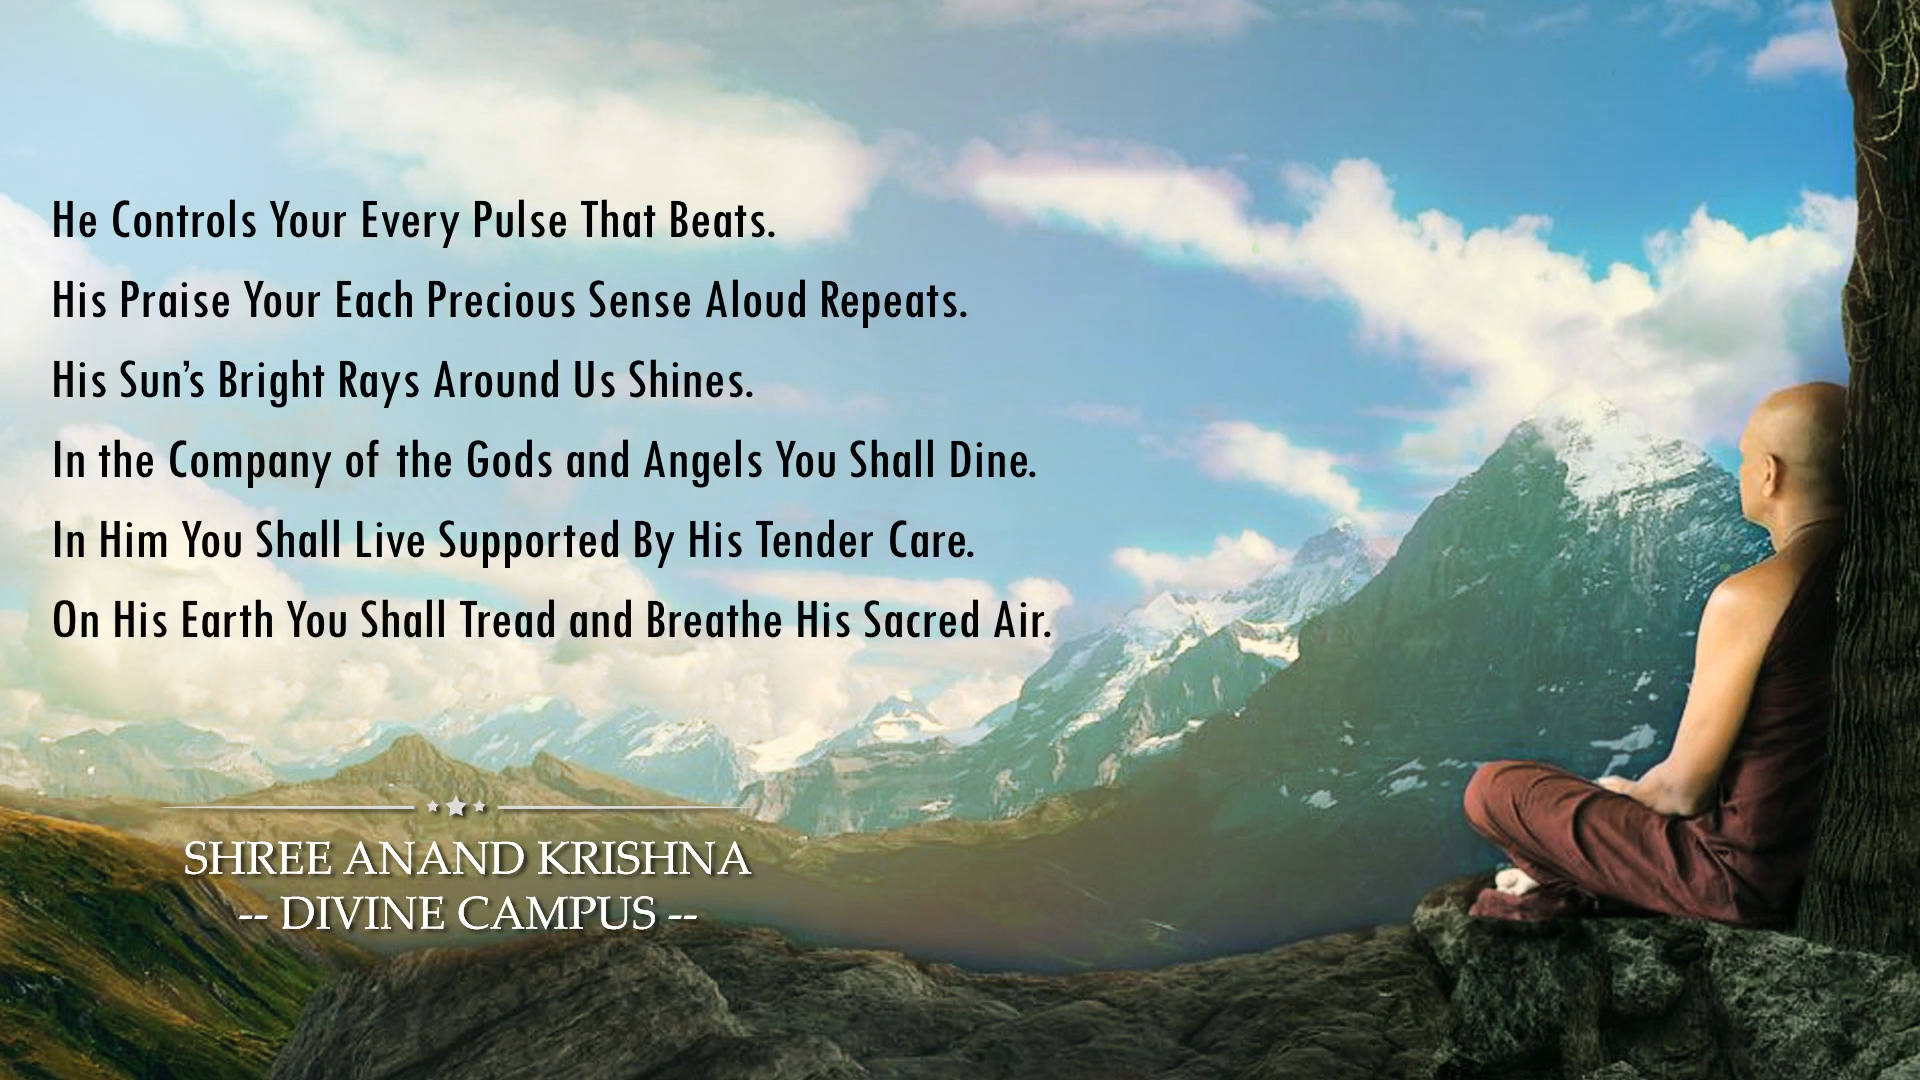 He Controls Your Every Pulse That Beats.
His Praise Your Each Precious Sense Aloud Repeats.
His Sun’s Bright Rays Around Us Shines.
In the Company of the Gods and Angels You Shall Dine.
In Him You Shall Live Supported By His Tender Care.
On His Earth You Shall Tread and Breathe His Sacred Air.
SHREE ANAND KRISHNA
-- DIVINE CAMPUS --